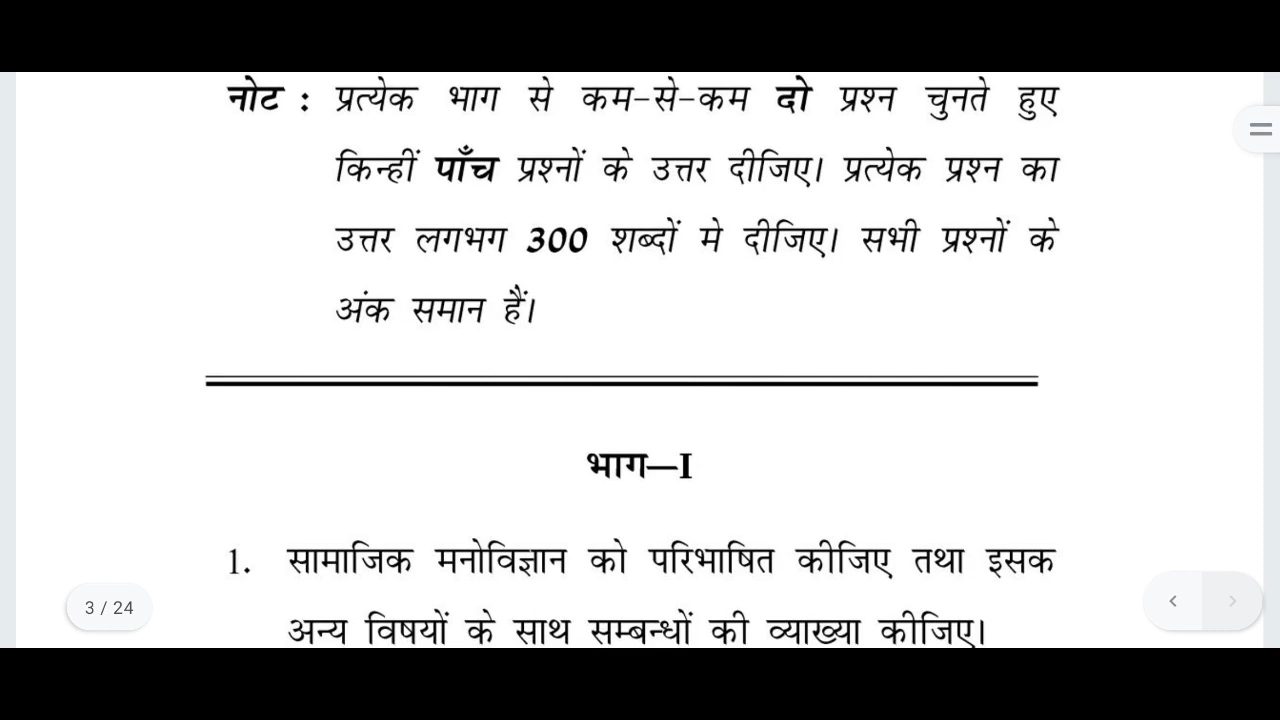 नोट : प्रत्येक भाग से कम-से-कम दो प्रश्न चुनते हुए
किन्हीं पाँच प्रश्नों के उत्तर दीजिए। प्रत्येक प्रश्न का
उत्तर लगभग 300 शब्दों मे दीजिए। सभी प्रश्नों के
अंक समान हैं।
भाग—I
1. सामाजिक मनोविज्ञान को परिभाषित कीजिए तथा इसक
अन्य विषयों के साथ सम्बन्धों की व्याख्या कीजिए।
3 / 24